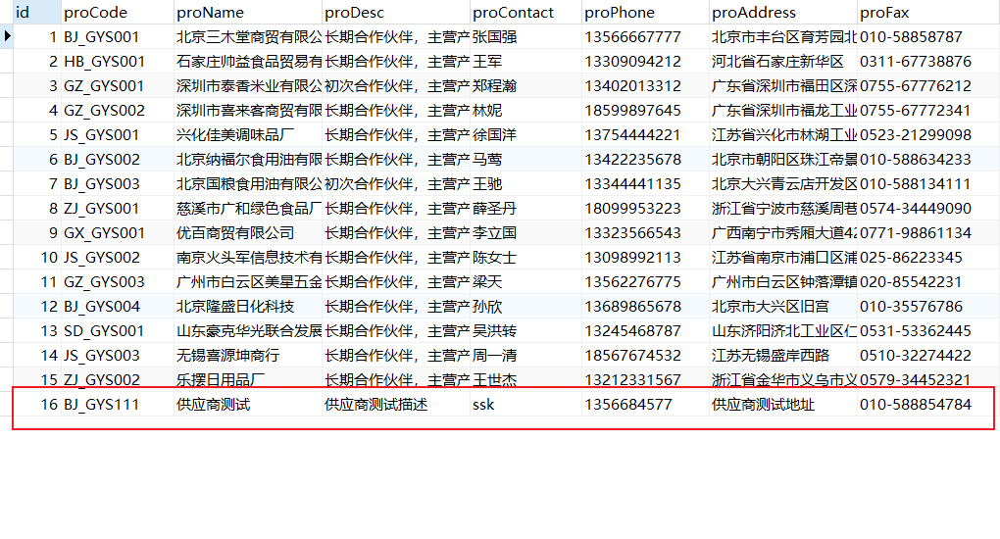 id proCode proName proDesc proContact proPhone proAddress proFax
1 BJ_GYS001 北京三木堂商贸有限公 长期合作伙伴，主营产 张国强 13566667777 北京市丰台区育芳园北 010-58858787
2 HB_GYS001 石家庄帅益食品贸易有 长期合作伙伴，主营产 王军 13309094212 河北省石家庄新华区 0311-67738876
3 GZ_GYS001 深圳市泰香米业有限公 初次合作伙伴，主营产 郑程瀚 13402013312 广东省深圳市福田区深 0755-67776212
4 GZ_GYS002 深圳市喜来客商贸有限 长期合作伙伴，主营产 林妮 18599897645 广东省深圳市福龙工业 0755-67772341
5 JS_GYS001 兴化佳美调味品厂 长期合作伙伴，主营产 徐国洋 13754444221 江苏省兴化市林湖工业 0523-21299098
6 BJ_GYS002 北京纳福尔食用油有限 长期合作伙伴，主营产 马莺 13422235678 北京市朝阳区珠江帝景 010-588634233
7 BJ_GYS003 北京国粮食用油有限公 初次合作伙伴，主营产 王驰 13344441135 北京大兴青云店开发区 010-588134111
8 ZJ_GYS001 慈溪市广和绿色食品厂 长期合作伙伴，主营产 薛圣丹 18099953223 浙江省宁波市慈溪周巷 0574-34449090
9 GX_GYS001 优百商贸有限公司 长期合作伙伴，主营产 李立国 13323566543 广西南宁市秀厢大道42 0771-98861134
10 JS_GYS002 南京火头军信息技术有 长期合作伙伴，主营产 陈女士 13098992113 江苏省南京市浦口区浦 025-86223345
11 GZ_GYS003 广州市白云区美星五金 长期合作伙伴，主营产 梁天 13562276775 广州市白云区钟落潭镇 020-85542231
12 BJ_GYS004 北京隆盛日化科技 长期合作伙伴，主营产 孙欣 13689865678 北京市大兴区旧宫 010-35576786
13 SD_GYS001 山东豪克华光联合发展 长期合作伙伴，主营产 吴洪转 13245468787 山东济阳济北工业区仁 0531-53362445
14 JS_GYS003 无锡喜源坤商行 长期合作伙伴，主营产 周一清 18567674532 江苏无锡盛岸西路 0510-32274422
15 ZJ_GYS002 乐摆日用品厂 长期合作伙伴，主营产 王世杰 13212331567 浙江省金华市义乌市义 0579-34452321
16 BJ_GYS111 供应商测试 供应商测试描述 ssk 1356684577 供应商测试地址 010-588854784